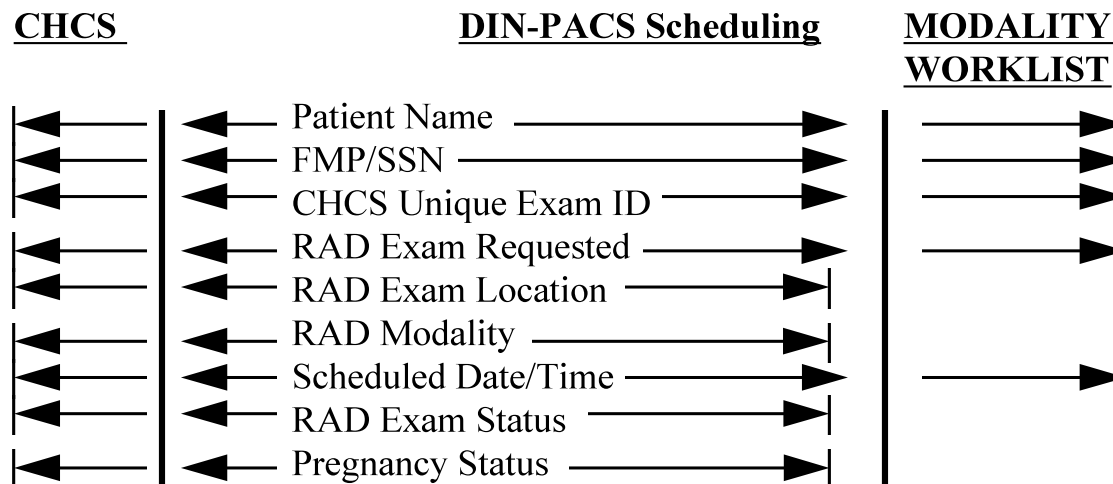 CHCS DIN-PACS Scheduling MODALITY
WORKLIST
Patient Name
FMP/SSN
CHCS Unique Exam ID
RAD Exam Requested
RAD Exam Location
RAD Modality
Scheduled Date/Time
RAD Exam Status
Pregnancy Status